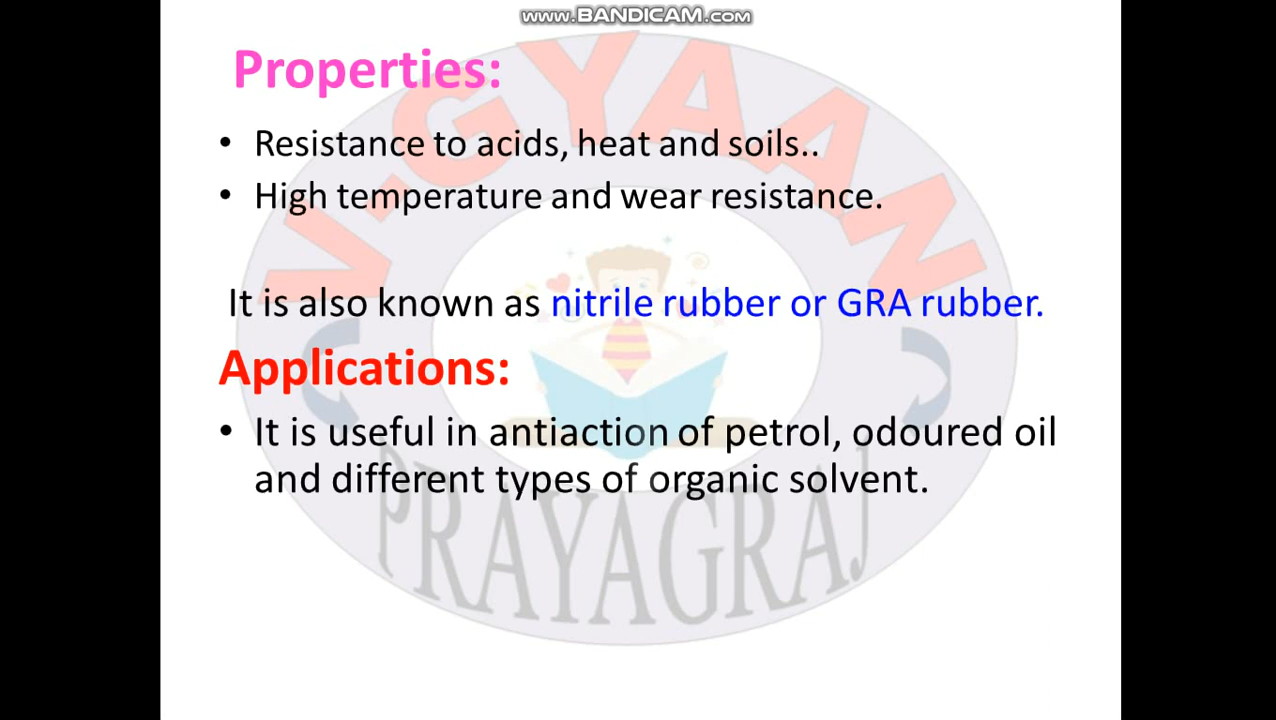 www.BANDICAM.com
Properties:
• Resistance to acids, heat and soils..
• High temperature and wear resistance.
It is also known as nitrile rubber or GRA rubber.
Applications:
• It is useful in antiaction of petrol, odoured oil
and different types of organic solvent.
V-GYAAN
PRAYAGRAJ